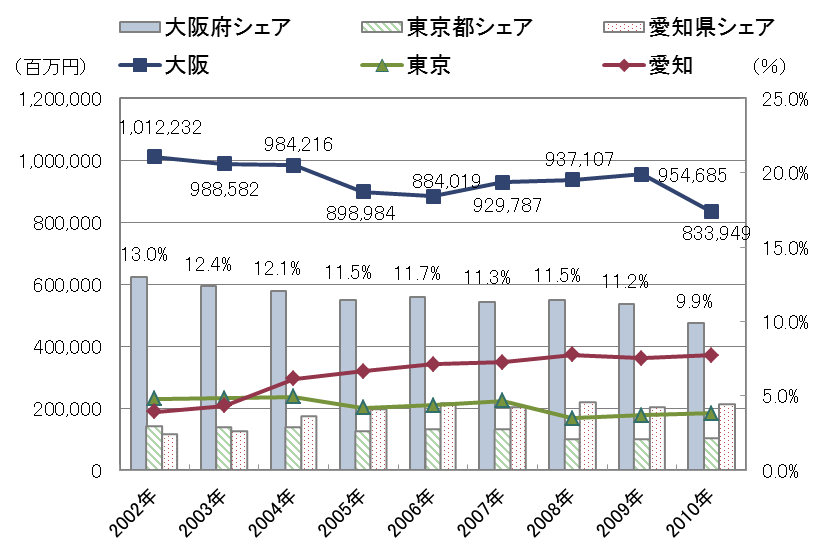 大阪府シェア 東京都シェア 愛知県シェア
(百万円) 大阪 東京 愛知 (%)
1,200,000 25.0%
1,012,232 984,216 937,107
1,000,000 988,582 898,984 884,019 929,787 954,685 20.0%
800,000 833,949
13.0% 12.4% 12.1% 11.5% 11.7% 11.3% 11.5% 11.2% 9.9% 15.0%
600,000
400,000 10.0%
200,000 5.0%
0 0.0%
2002年 2003年 2004年 2005年 2006年 2007年 2008年 2009年 2010年